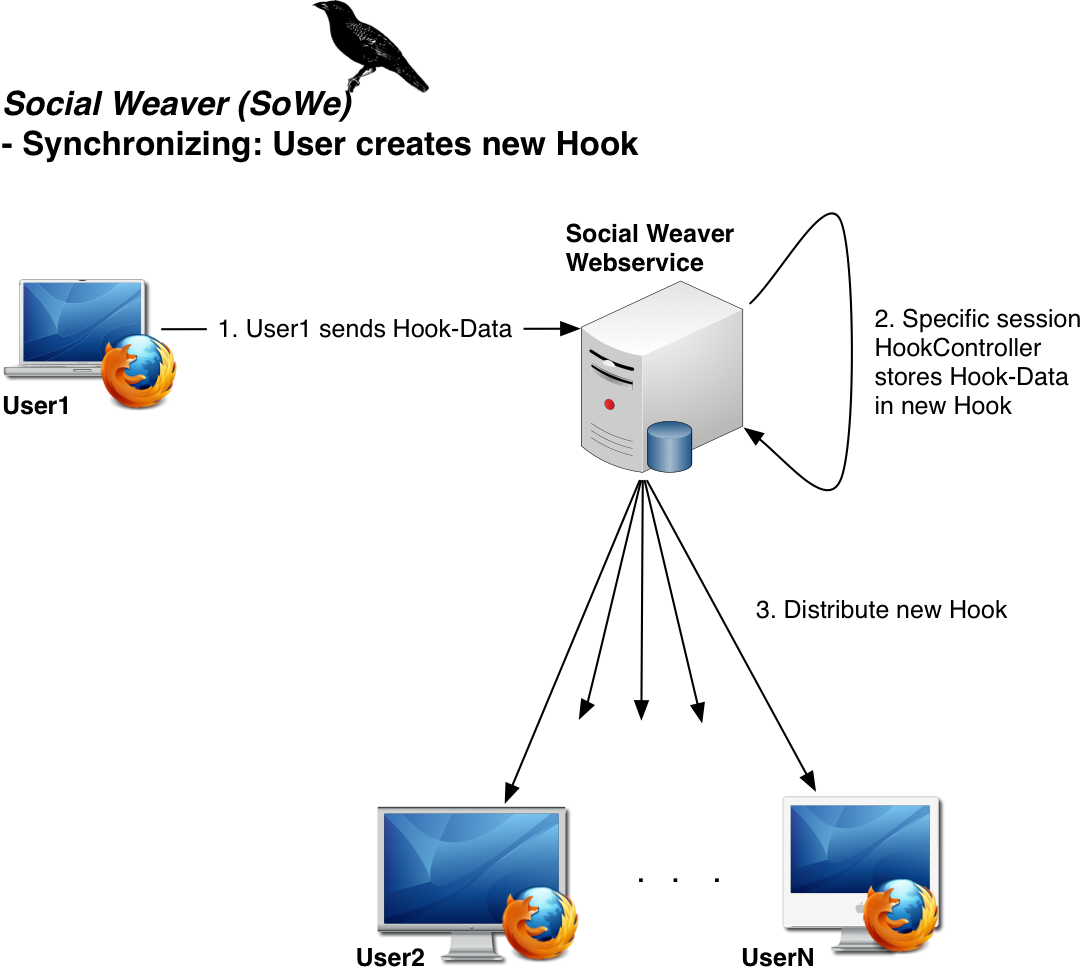 Social Weaver (SoWe)
- Synchronizing: User creates new Hook
Social Weaver
Webservice
1. User1 sends Hook-Data
2. Specific session
HookController
stores Hook-Data
in new Hook
User1
3. Distribute new Hook
. . .
User2
UserN